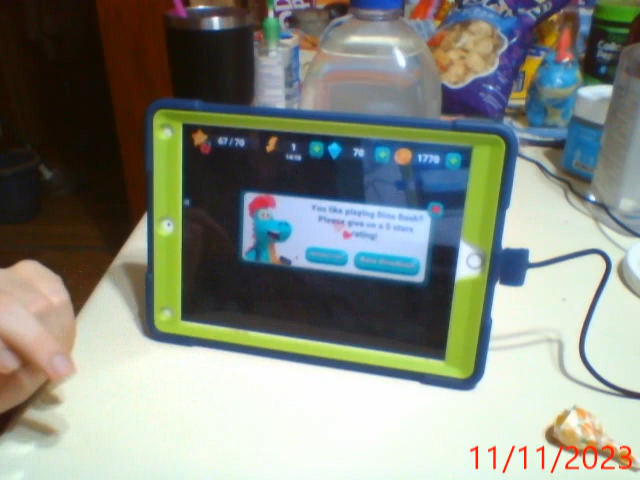 67 / 70
1
70
1770
You like playing Dino Bash?
Please give us a 5 stars
rating!
11/11/2023